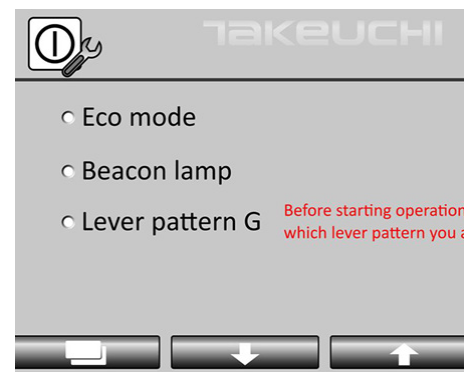 TAKEUCHI
Eco mode
Beacon lamp
Lever pattern G
Before starting operation
which lever pattern you a